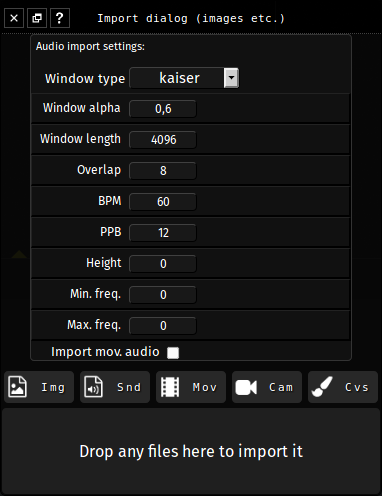 Import dialog (images etc.)
Audio import settings:
Window type kaiser
Window alpha 0,6
Window length 4096
Overlap 8
BPM 60
PPB 12
Height 0
Min. freq. 0
Max. freq. 0
Import mov. audio
Img Snd Mov Cam Cvs
Drop any files here to import it